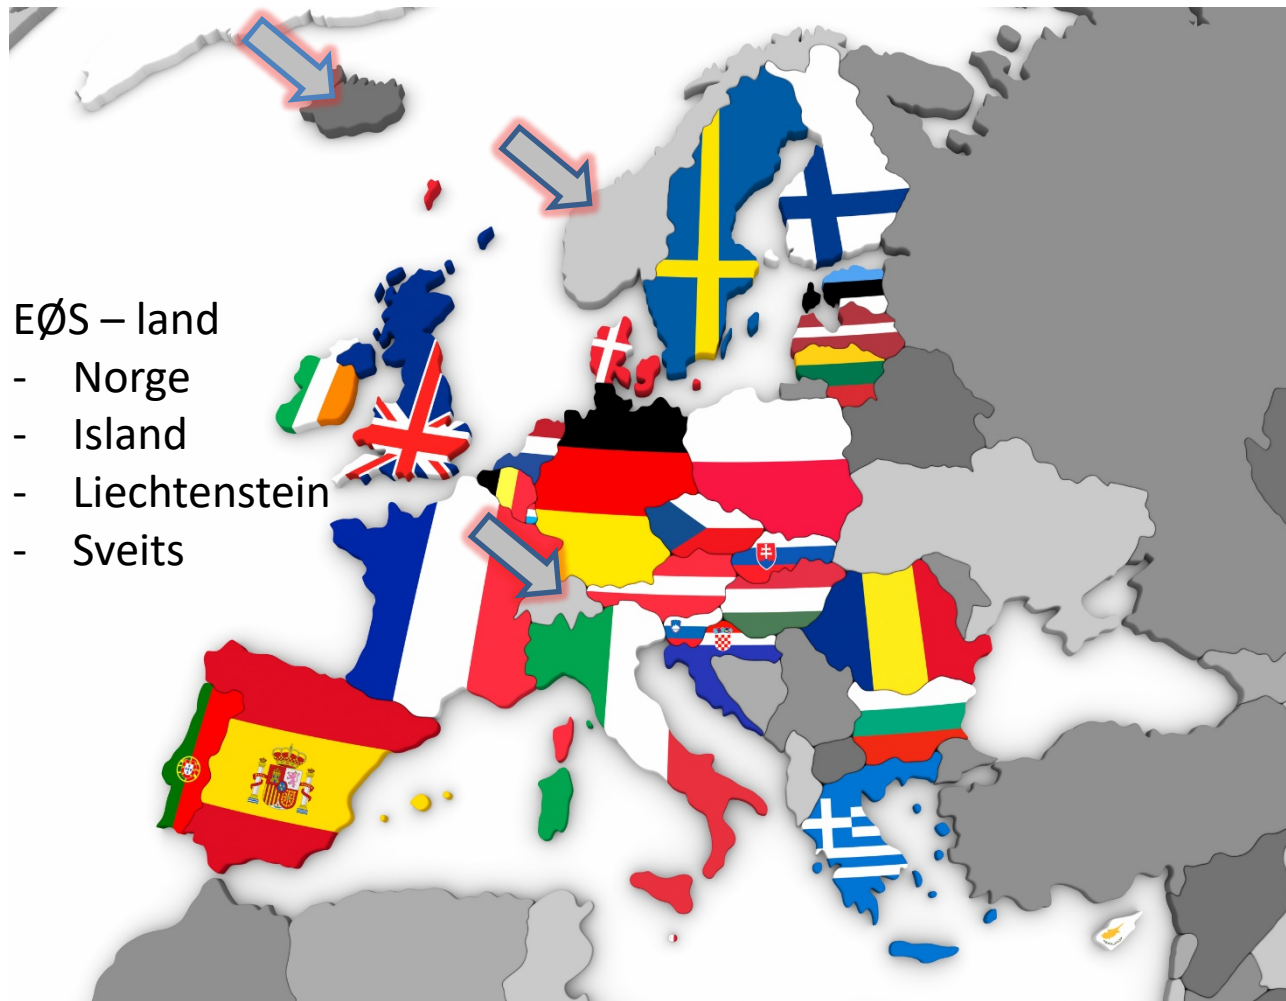 EØS – land
- Norge
- Island
- Liechtenstein
- Sveits